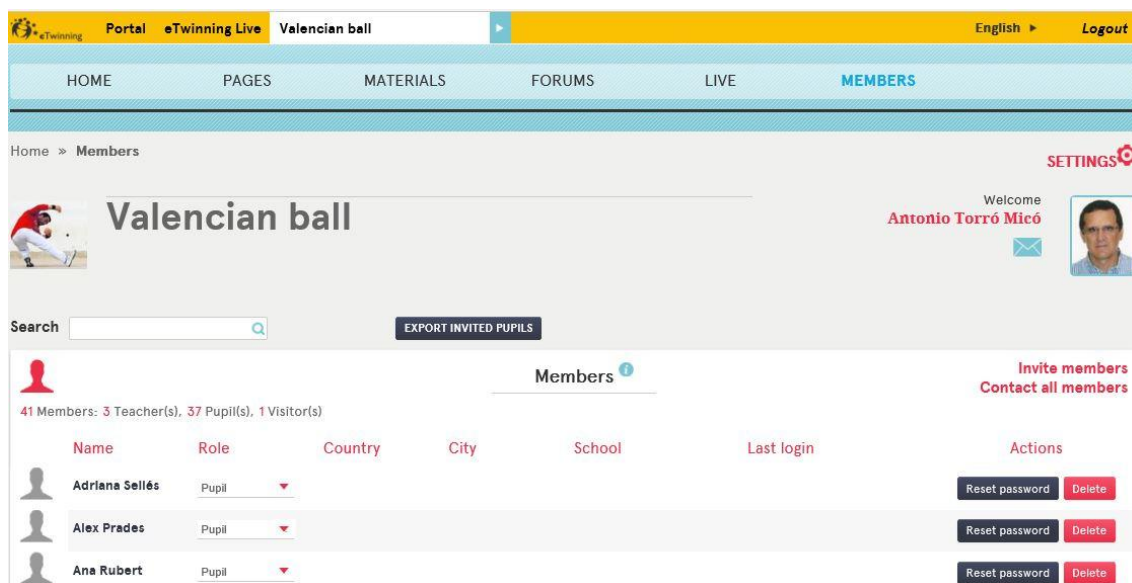 eTwinning Portal eTwinning Live Valencian ball English Logout
HOME PAGES MATERIALS FORUMS LIVE MEMBERS
Home » Members
SETTINGS
Valencian ball
Welcome
Antonio Torró Micó
Search EXPORT INVITED PUPILS
Members i
Invite members
Contact all members
41 Members: 3 Teacher(s), 37 Pupil(s), 1 Visitor(s)
Name Role Country City School Last login Actions
Adriana Sellés Pupil Reset password Delete
Alex Prades Pupil Reset password Delete
Ana Rubert Pupil Reset password Delete